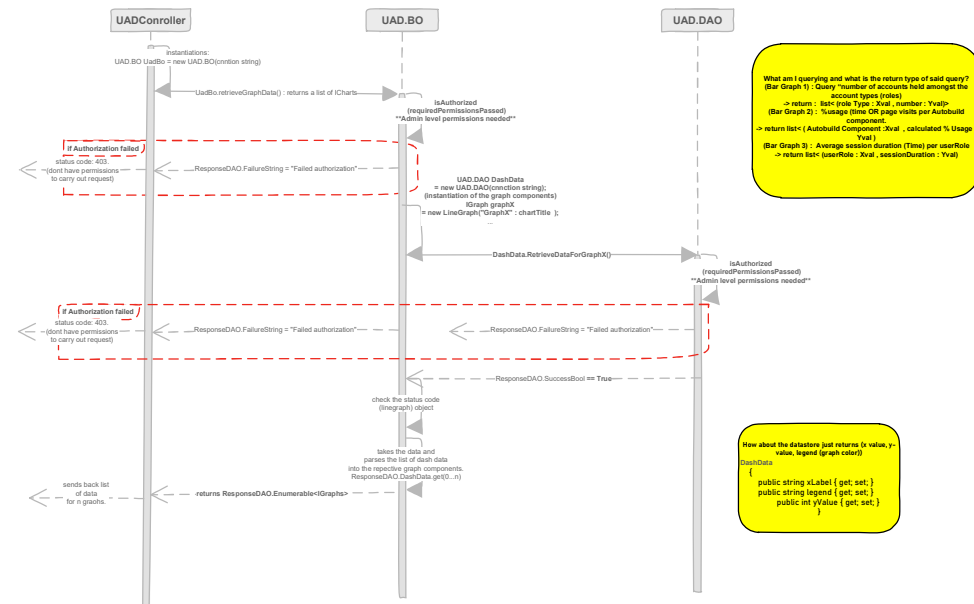 UADConroller
UAD.BO
UAD.DAO
instantiations:
UAD.BO UadBo = new UAD.BO(cnntion string)
UadBo.retrieveGraphData() : returns a list of ICharts
isAuthorized
(requiredPermissionsPassed)
**Admin level permissions needed**
What am I querying and what is the return type of said query?
(Bar Graph 1) : Query "number of accounts held amongst the
account types (roles)
-> return : list< (role Type : Xval , number : Yval)>
(Bar Graph 2) : %usage (time OR page visits per Autobuild
component.
-> return list< ( Autobuild Component :Xval , calculated % Usage
Yval )
(Bar Graph 3) : Average session duration (Time) per userRole
-> return list< (userRole : Xval , sessionDuration : Yval)
if Authorization failed
status code: 403.
(dont have permissions
to carry out request)
ResponseDAO.FailureString = "Failed authorization"
UAD.DAO DashData
= new UAD.DAO(cnnction string);
(instantiation of the graph components)
IGraph graphX
= new LineGraph("GraphX" : chartTitle );
...
DashData.RetrieveDataForGraphX()
isAuthorized
(requiredPermissionsPassed)
**Admin level permissions needed**
if Authorization failed
status code: 403.
(dont have permissions
to carry out request)
ResponseDAO.FailureString = "Failed authorization"
ResponseDAO.FailureString = "Failed authorization"
ResponseDAO.SuccessBool == True
check the status code
(linegraph) object
takes the data and
parses the list of dash data
into the repective graph components.
ResponseDAO.DashData.get(0...n)
sends back list
of data
for n graohs.
returns ResponseDAO.Enumerable<IGraphs>
How about the datastore just returns (x value, y-
value, legend (graph color))
DashData
{
public string xLabel { get; set; }
public string legend { get; set; }
public int yValue { get; set; }
}